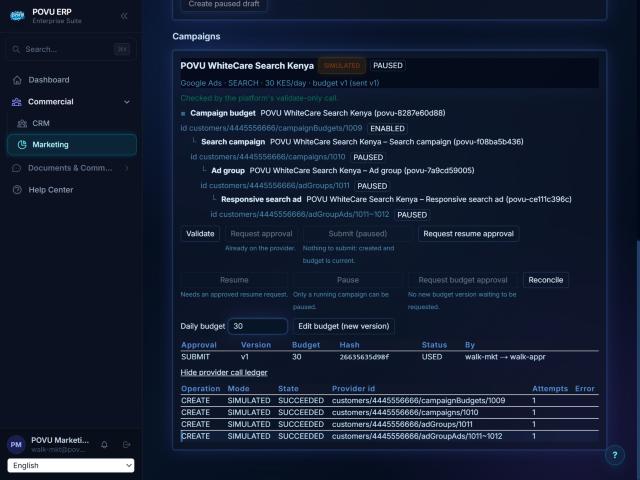 POVU ERP
Enterprise Suite
Search...
⌘K
Dashboard
Commercial
CRM
Marketing
Documents & Comm...
Help Center
POVU Marketi...
walk-mkt@pov...
PM
English
Create paused draft
Campaigns
POVU WhiteCare Search Kenya SIMULATED PAUSED
Google Ads · SEARCH · 30 KES/day · budget v1 (sent v1)
Checked by the platform's validate-only call.
Campaign budget POVU WhiteCare Search Kenya (povu-8287e60d88)
id customers/4445556666/campaignBudgets/1009 ENABLED
└ Search campaign POVU WhiteCare Search Kenya – Search campaign (povu-f08ba5b436)
id customers/4445556666/campaigns/1010 PAUSED
└ Ad group POVU WhiteCare Search Kenya – Ad group (povu-7a9cd59005)
id customers/4445556666/adGroups/1011 PAUSED
└ Responsive search ad POVU WhiteCare Search Kenya – Responsive search ad (povu-ce111c396c)
id customers/4445556666/adGroupAds/1011~1012 PAUSED
Validate Request approval Submit (paused) Request resume approval
Already on the provider. Nothing to submit: created and
budget is current.
Resume Pause Request budget approval Reconcile
Needs an approved resume request. Only a running campaign can be No new budget version waiting to be
paused. requested.
Daily budget 30 Edit budget (new version)
Approval Version Budget Hash Status By
SUBMIT v1 30 26635635d98f USED walk-mkt → walk-appr
Hide provider call ledger
Operation Mode State Provider id Attempts Error
CREATE SIMULATED SUCCEEDED customers/4445556666/campaignBudgets/1009 1
CREATE SIMULATED SUCCEEDED customers/4445556666/campaigns/1010 1
CREATE SIMULATED SUCCEEDED customers/4445556666/adGroups/1011 1
CREATE SIMULATED SUCCEEDED customers/4445556666/adGroupAds/1011~1012 1
?